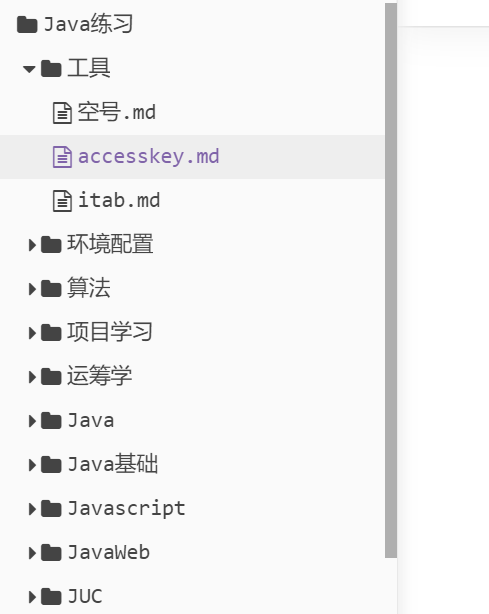 Java练习
工具
空号.md
accesskey.md
itab.md
环境配置
算法
项目学习
运筹学
Java
Java基础
Javascript
JavaWeb
JUC